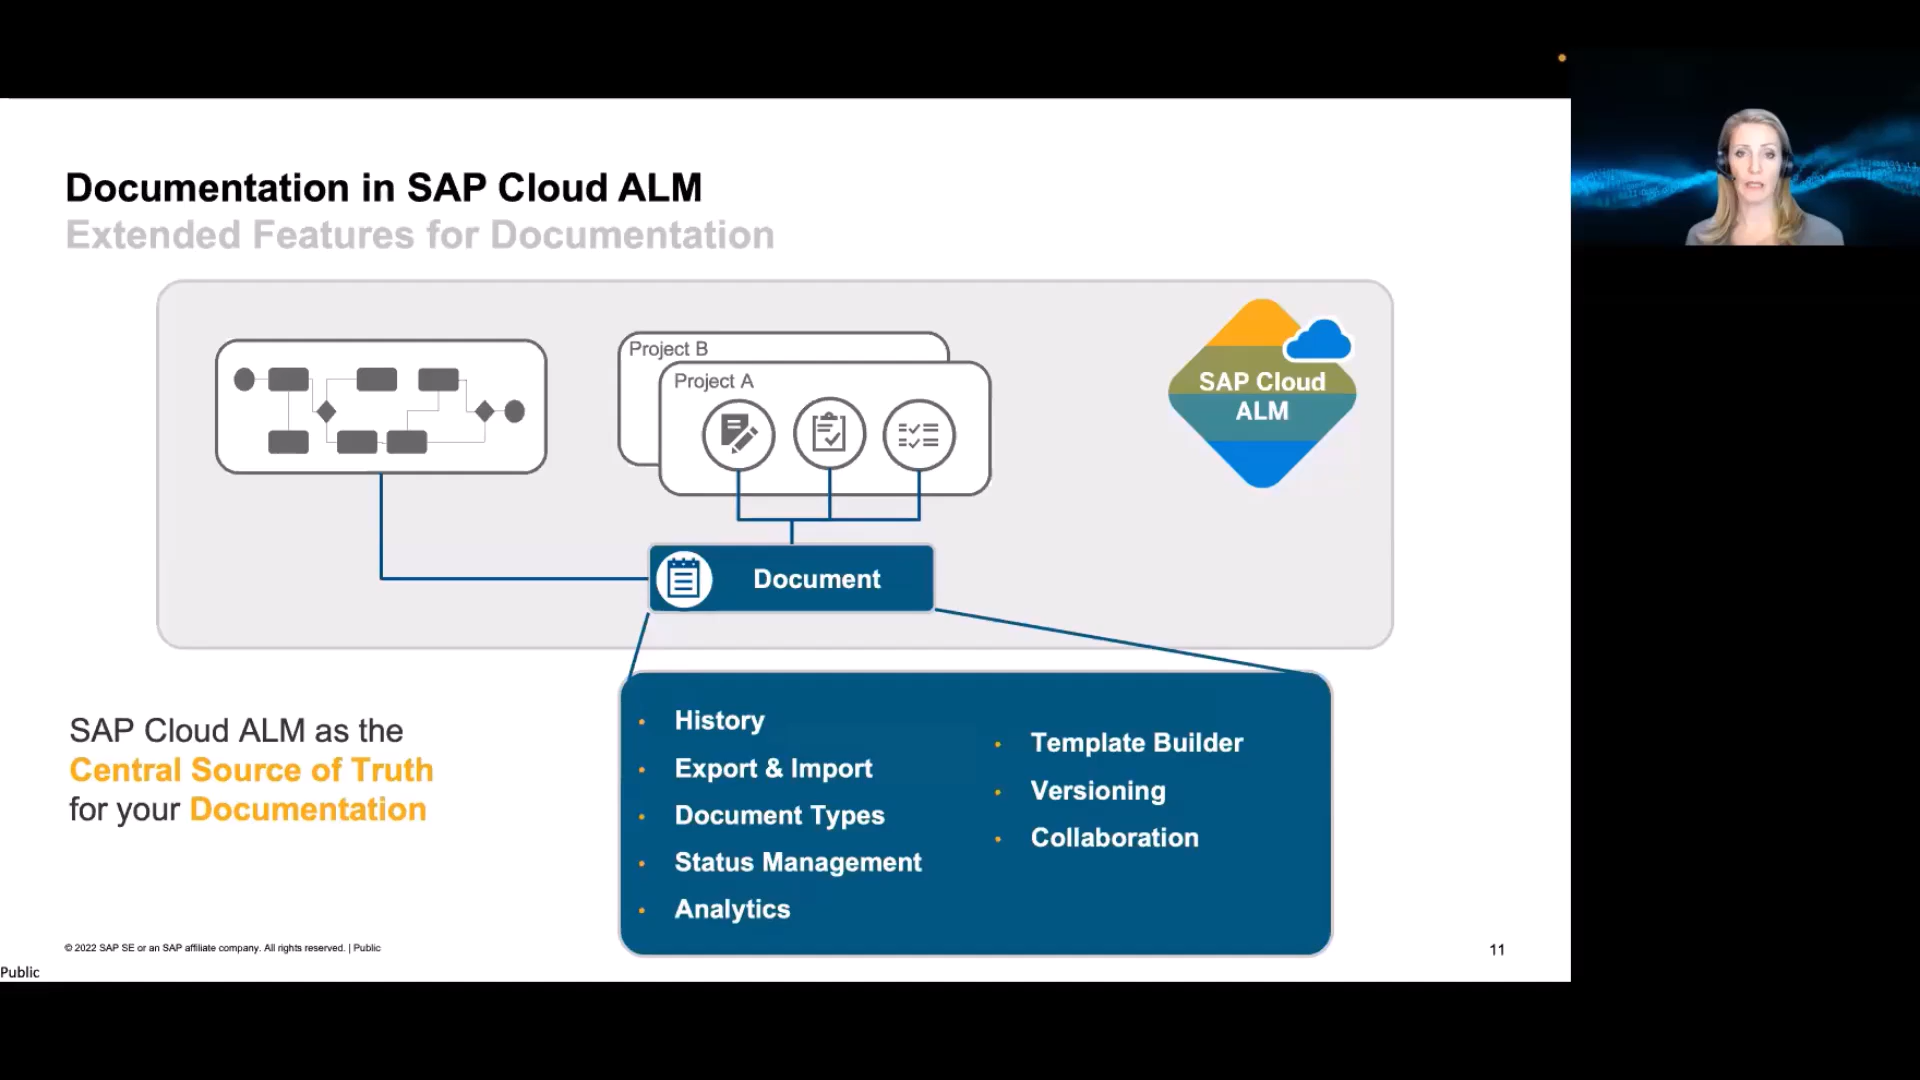 Documentation in SAP Cloud ALM
Extended Features for Documentation
Project B
Project A
SAP Cloud
ALM
Document
SAP Cloud ALM as the
Central Source of Truth
for your Documentation
• History
• Export & Import
• Document Types
• Status Management
• Analytics
• Template Builder
• Versioning
• Collaboration
© 2022 SAP SE or an SAP affiliate company. All rights reserved. | Public
11
Public